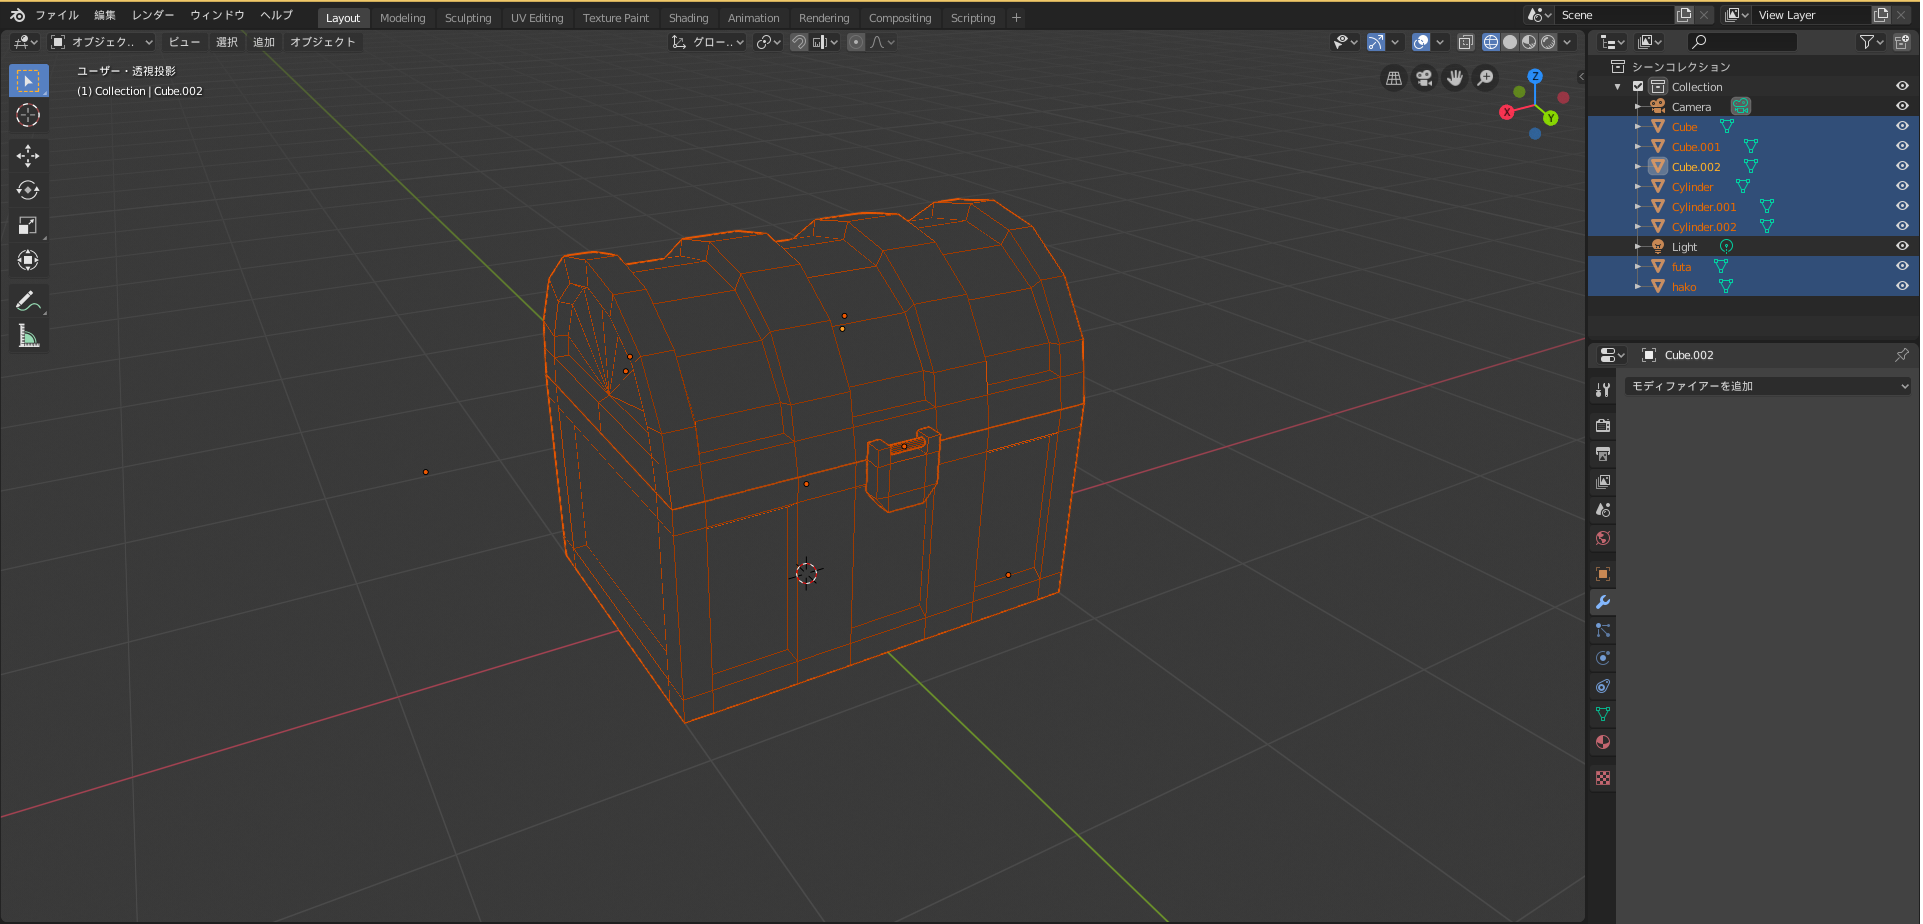 ファイル 編集 レンダー ウィンドウ ヘルプ Layout Modeling Sculpting UV Editing Texture Paint Shading Animation Rendering Compositing Scripting + Scene View Layer
オブジェク.. ビュー 選択 追加 オブジェクト グロー..
ユーザー・透視投影
(1) Collection | Cube.002
Z
X
Y
シーンコレクション
Collection
Camera
Cube
Cube.001
Cube.002
Cylinder
Cylinder.001
Cylinder.002
Light
futa
hako
Cube.002
モディファイアーを追加